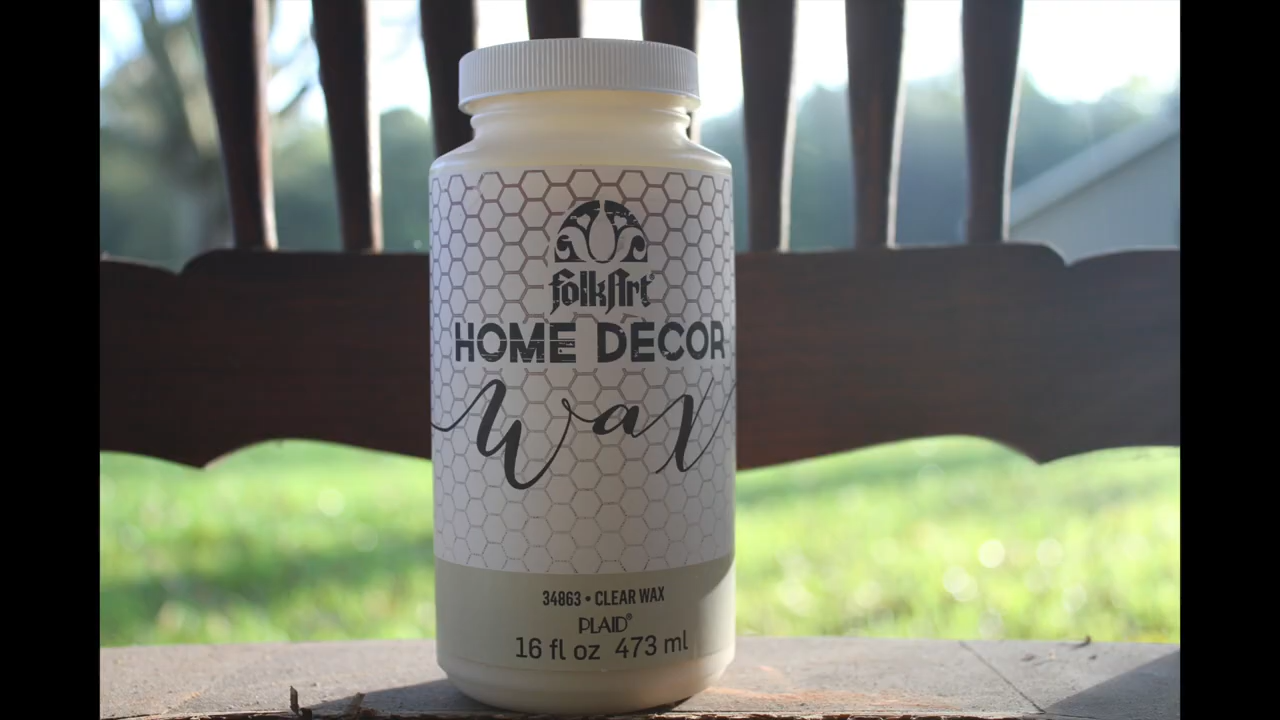 folkArt®
HOME DECOR
Wax
34863 • CLEAR WAX
PLAID®
16 fl oz 473 ml